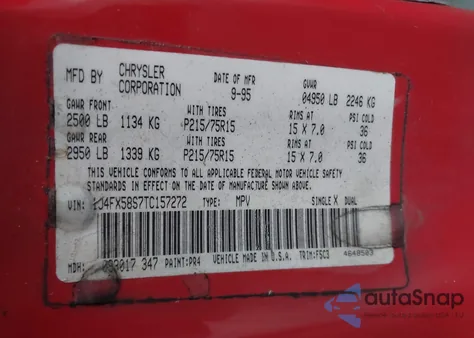 MFD BY CHRYSLER CORPORATION DATE OF MFR 9-95 GVWR 04950 LB 2246 KG
GAWR FRONT WITH TIRES RIMS AT PSI COLD
2500 LB 1134 KG P215/75R15 15 X 7.0 36
GAWR REAR WITH TIRES RIMS AT PSI COLD
2950 LB 1339 KG P215/75R15 15 X 7.0 36
THIS VEHICLE CONFORMS TO ALL APPLICABLE FEDERAL MOTOR VEHICLE
STANDARDS IN EFFECT ON THE DATE OF MANUFACTURE SHOWN ABOVE.
VIN: 1J4FX58S7TC157272 TYPE: MPV SINGLE X DUAL
MDH: 093017 347 PAINT:PR4 VEHICLE MADE IN U.S.A. TRIM:FSC3 4648503
autoSnap